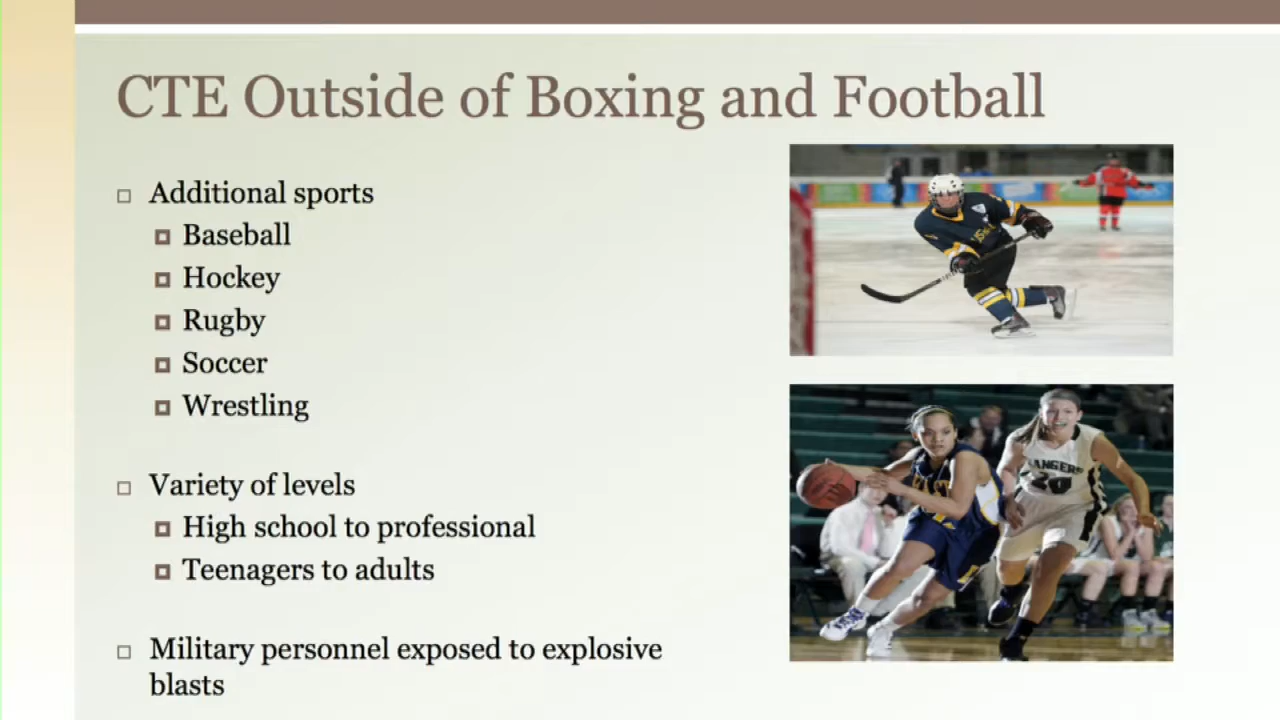 CTE Outside of Boxing and Football
Additional sports
Baseball
Hockey
Rugby
Soccer
Wrestling
Variety of levels
High school to professional
Teenagers to adults
Military personnel exposed to explosive
blasts
20